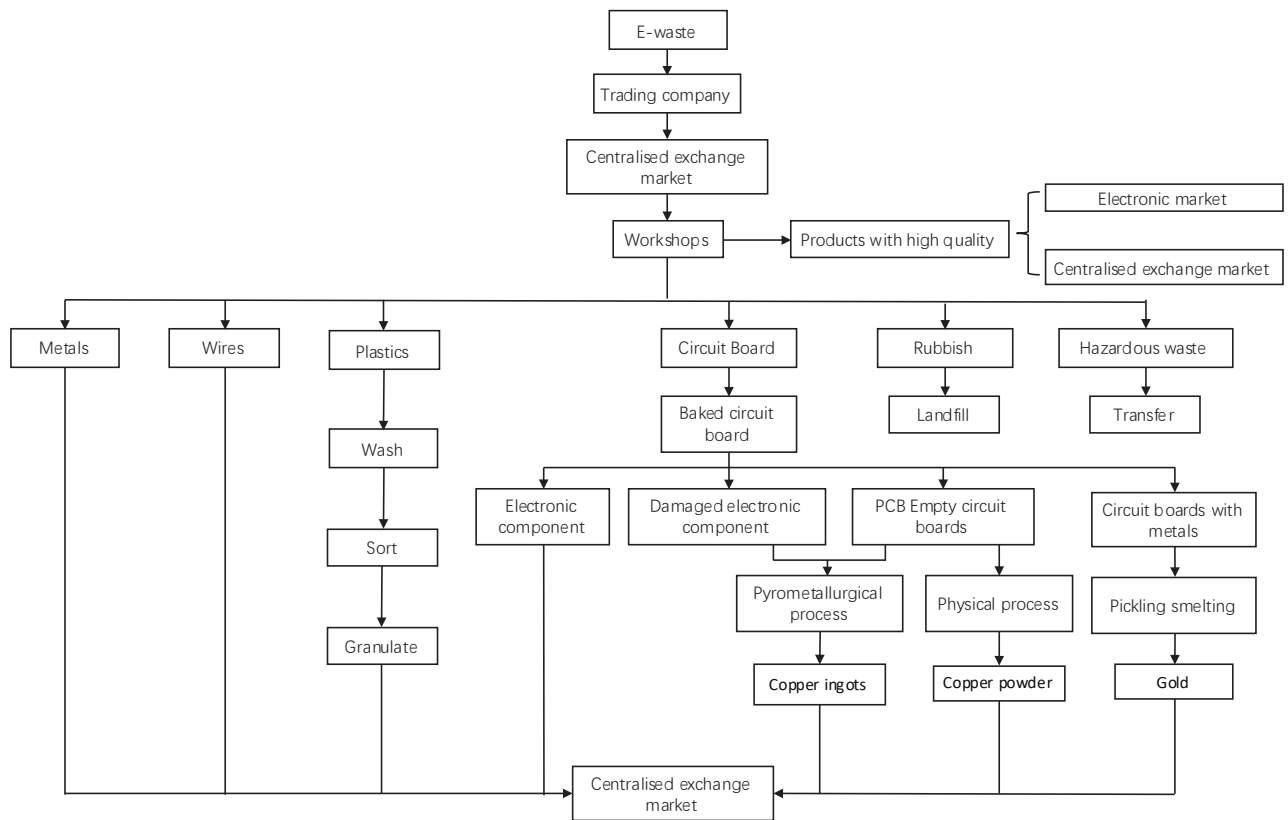 E-waste
Trading company
Centralised exchange
market
Electronic market
Workshops
Products with high quality
Centralised exchange market
Metals
Wires
Plastics
Circuit Board
Rubbish
Hazardous waste
Baked circuit
board
Landfill
Transfer
Wash
Electronic
component
Damaged electronic
component
PCB Empty circuit
boards
Circuit boards with
metals
Sort
Pyrometallurgical
process
Physical process
Pickling smelting
Granulate
Copper ingots
Copper powder
Gold
Centralised exchange
market